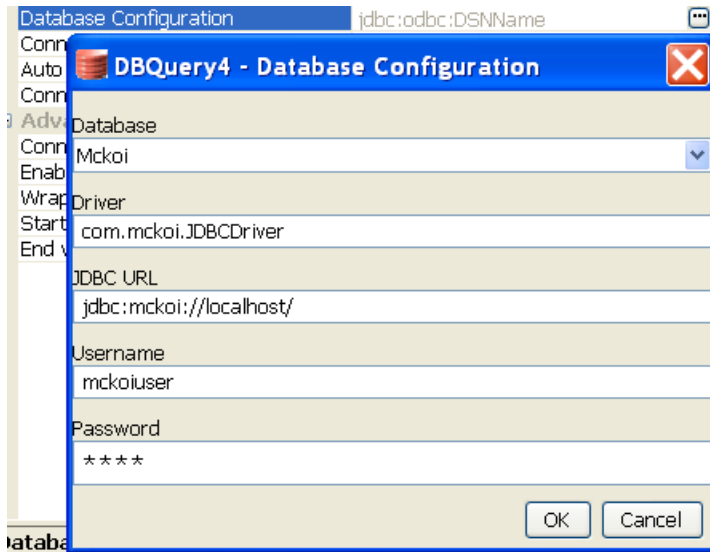 Database Configuration jdbc:odbc:DSNName
Conn
Auto
Conn
Adva
Conn
Enab
Wrap
Start
End v
DBQuery4 - Database Configuration
Database
Mckoi
Driver
com.mckoi.JDBCDriver
JDBC URL
jdbc:mckoi://localhost/
Username
mckoiuser
Password
****
OK Cancel
Databa